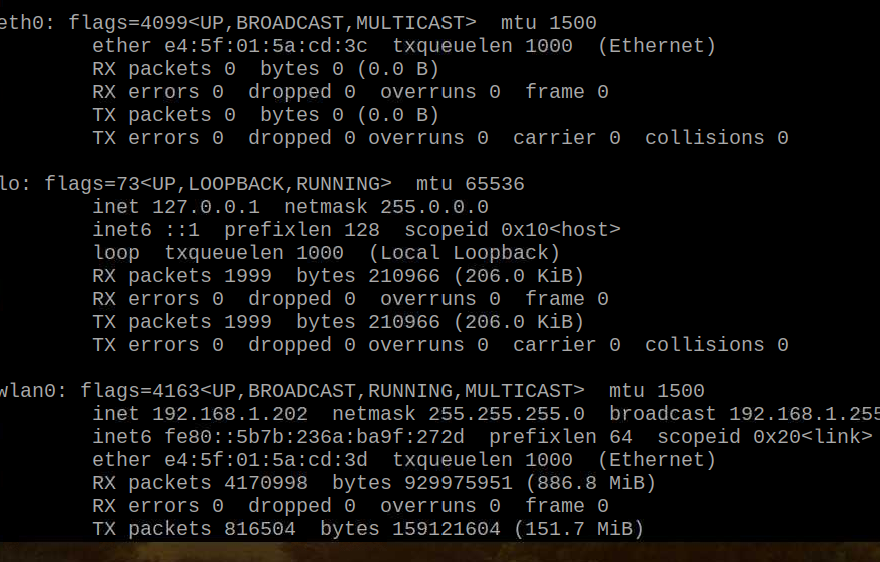 eth0: flags=4099<UP,BROADCAST,MULTICAST>  mtu 1500
        ether e4:5f:01:5a:cd:3c  txqueuelen 1000  (Ethernet)
        RX packets 0  bytes 0 (0.0 B)
        RX errors 0  dropped 0  overruns 0  frame 0
        TX packets 0  bytes 0 (0.0 B)
        TX errors 0  dropped 0 overruns 0  carrier 0  collisions 0

lo: flags=73<UP,LOOPBACK,RUNNING>  mtu 65536
        inet 127.0.0.1  netmask 255.0.0.0
        inet6 ::1  prefixlen 128  scopeid 0x10<host>
        loop  txqueuelen 1000  (Local Loopback)
        RX packets 1999  bytes 210966 (206.0 KiB)
        RX errors 0  dropped 0  overruns 0  frame 0
        TX packets 1999  bytes 210966 (206.0 KiB)
        TX errors 0  dropped 0 overruns 0  carrier 0  collisions 0

wlan0: flags=4163<UP,BROADCAST,RUNNING,MULTICAST>  mtu 1500
        inet 192.168.1.202  netmask 255.255.255.0  broadcast 192.168.1.255
        inet6 fe80::5b7b:236a:ba9f:272d  prefixlen 64  scopeid 0x20<link>
        ether e4:5f:01:5a:cd:3d  txqueuelen 1000  (Ethernet)
        RX packets 4170998  bytes 929975951 (886.8 MiB)
        RX errors 0  dropped 0  overruns 0  frame 0
        TX packets 816504  bytes 159121604 (151.7 MiB)